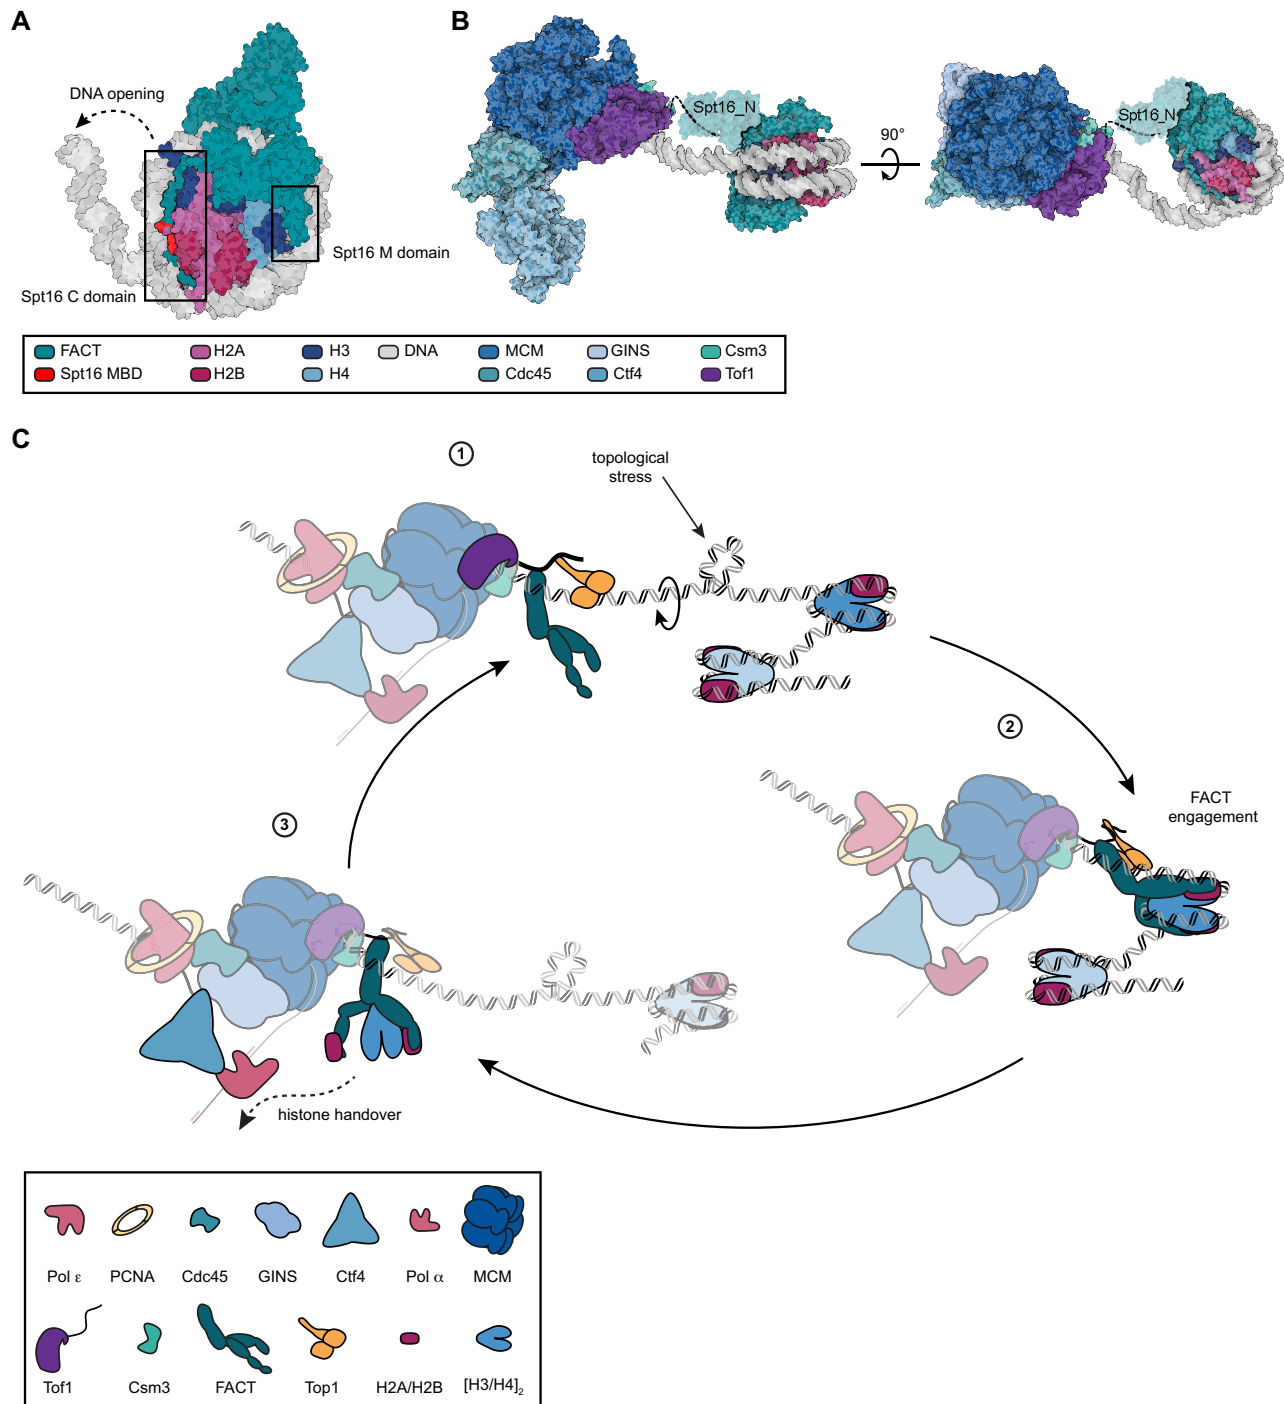 A
B
DNA opening
Spt16 M domain
Spt16 C domain
Spt16_N
90°
Spt16_N
FACT
H2A
H3
DNA
MCM
GINS
Csm3
Spt16 MBD
H2B
H4
Cdc45
Ctf4
Tof1
C
1
topological
stress
2
FACT
engagement
3
histone handover
Pol ε
PCNA
Cdc45
GINS
Ctf4
Pol α
MCM
Tof1
Csm3
FACT
Top1
H2A/H2B
[H3/H4]₂